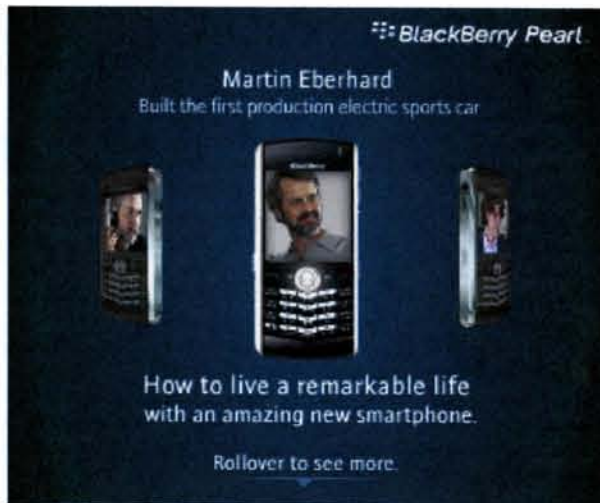 BlackBerry Pearl
Martin Eberhard
Built the first production electric sports car
BlackBerry
How to live a remarkable life
with an amazing new smartphone.
Rollover to see more.